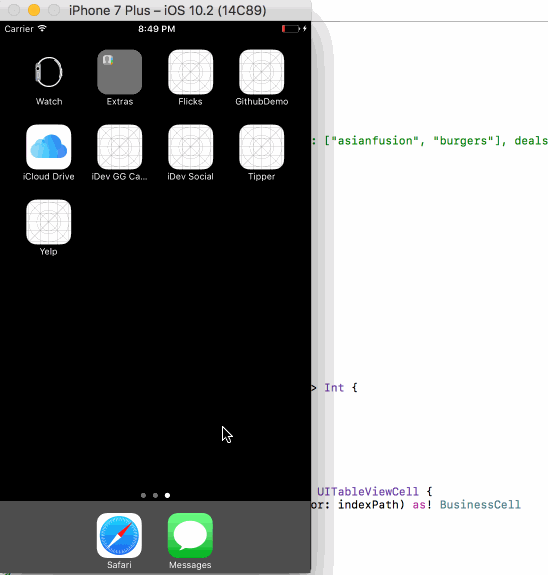 iPhone 7 Plus – iOS 10.2 (14C89)
Carrier 8:49 PM
Watch Extras Flicks GithubDemo
: ["asianfusion", "burgers"], deals
iCloud Drive iDev GG Ca... iDev Social Tipper
Yelp
> Int {
UITableViewCell {
or: indexPath) as! BusinessCell
Safari Messages